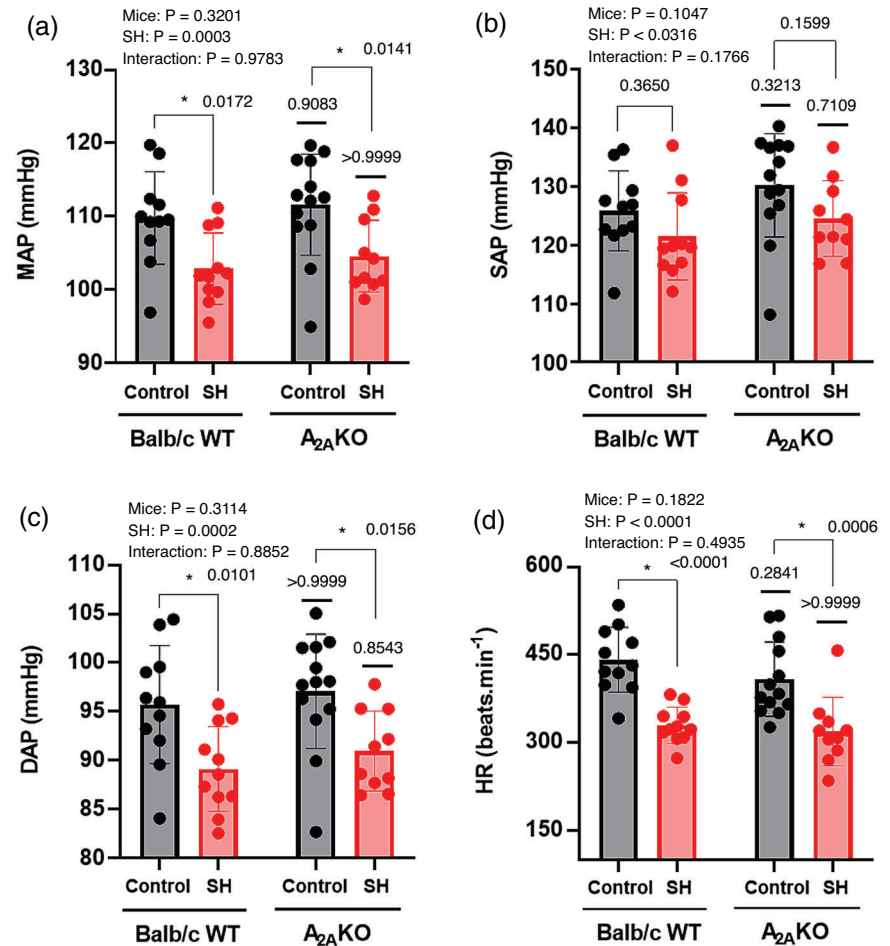 (a)
Mice: P = 0.3201
SH: P = 0.0003
Interaction: P = 0.9783
* 0.0141
* 0.0172
0.9083
>0.9999
MAP (mmHg)
130
120
110
100
90
Control SH Control SH
Balb/c WT A2AKO
(b)
Mice: P = 0.1047
SH: P < 0.0316
Interaction: P = 0.1766
0.1599
0.3650
0.3213
0.7109
SAP (mmHg)
150
140
130
120
110
100
Control SH Control SH
Balb/c WT A2AKO
(c)
Mice: P = 0.3114
SH: P = 0.0002
Interaction: P = 0.8852
* 0.0156
* 0.0101
>0.9999
0.8543
DAP (mmHg)
110
105
100
95
90
85
80
Control SH Control SH
Balb/c WT A2AKO
(d)
Mice: P = 0.1822
SH: P < 0.0001
Interaction: P = 0.4935
* 0.0006
* <0.0001
0.2841
>0.9999
HR (beats.min-1)
600
450
300
150
Control SH Control SH
Balb/c WT A2AKO